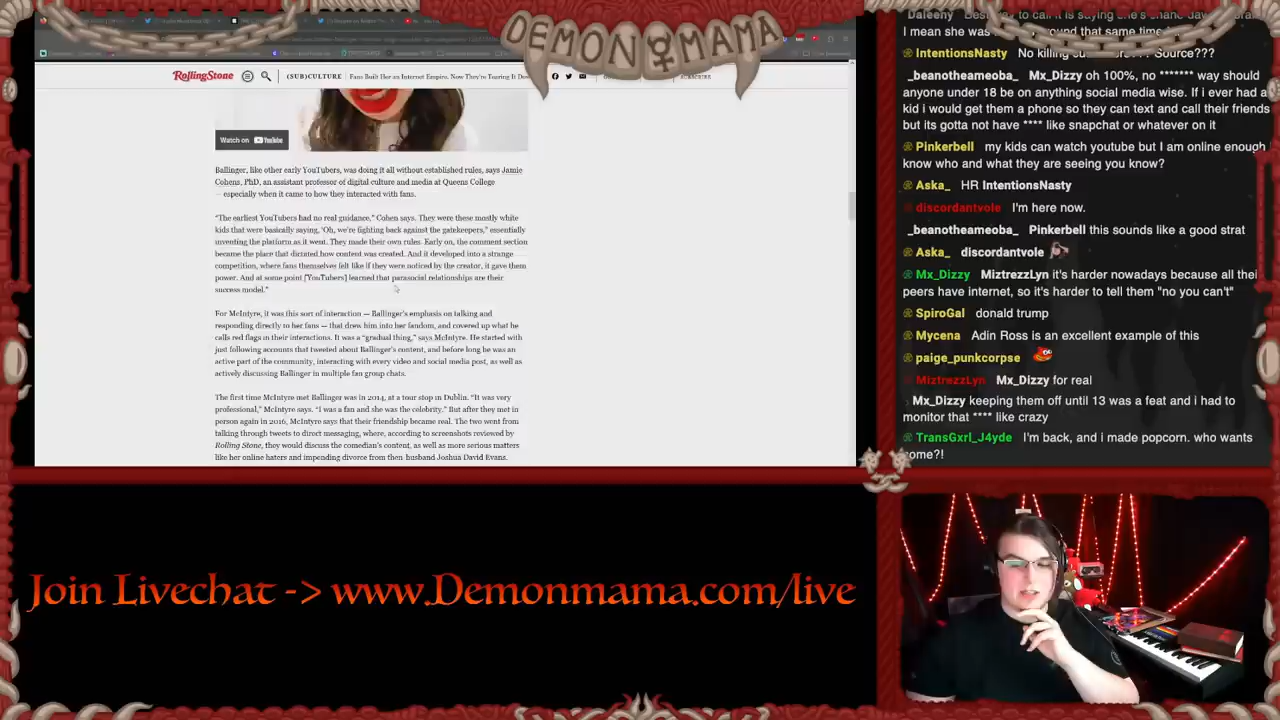 DEMON MAMA
RollingStone
(SUB)CULTURE
Fans Built Her an Internet Empire. Now They're Tearing It Down
Watch on YouTube
Ballinger, like other early YouTubers, was doing it all without established rules, says Jamie
Cohens, PhD, an assistant professor of digital culture and media at Queens College
— especially when it came to how they interacted with fans.
“The earliest YouTubers had no real guidance,” Cohen says. They were these mostly white
kids that were basically saying, ‘Oh, we're fighting back against the gatekeepers,” essentially
inventing the platform as it went. They made their own rules. Early on, the comment section
became the place that dictated how content was created. And it developed into a strange
competition, where fans themselves felt like if they were noticed by the creator, it gave them
power. And at some point [YouTubers] learned that parasocial relationships are their
success model.”
For McIntyre, it was this sort of interaction — Ballinger's emphasis on talking and
responding directly to her fans — that drew him into her fandom, and covered up what he
calls red flags in their interactions. It was a “gradual thing,” says McIntyre. He started with
just following accounts that tweeted about Ballinger's content, and before long he was an
active part of the community, interacting with every video and social media post, as well as
actively discussing Ballinger in multiple fan group chats.
The first time McIntyre met Ballinger was in 2014, at a tour stop in Dublin. “It was very
professional,” McIntyre says. “I was a fan and she was the celebrity.” But after they met in
person again in 2016, McIntyre says that their friendship became real. The two went from
talking through tweets to direct messaging, where, according to screenshots reviewed by
Rolling Stone, they would discuss the comedian's content, as well as more serious matters
like her online haters and impending divorce from then-husband Joshua David Evans.
I mean she was
IntentionsNasty No killing
_beanotheameoba_ Mx_Dizzy oh 100%, no ******* way should
anyone under 18 be on anything social media wise. If i ever had a
kid i would get them a phone so they can text and call their friends
but its gotta not have **** like snapchat or whatever on it
Pinkerbell my kids can watch youtube but I am online enough
know who and what they are seeing you know?
Aska_ HR IntentionsNasty
discordantvole I'm here now.
_beanotheameoba_ Pinkerbell this sounds like a good strat
Aska_ discordantvole
Mx_Dizzy MiztrezzLyn it's harder nowadays because all thei
peers have internet, so it's harder to tell them "no you can't"
SpiroGal donald trump
Mycena Adin Ross is an excellent example of this
paige_punkcorpse
MiztrezzLyn Mx_Dizzy for real
Mx_Dizzy keeping them off until 13 was a feat and i had to
monitor that **** like crazy
TransGxrl_J4yde I'm back, and i made popcorn. who wants
some?!
Join Livechat -> www.Demonmama.com/live